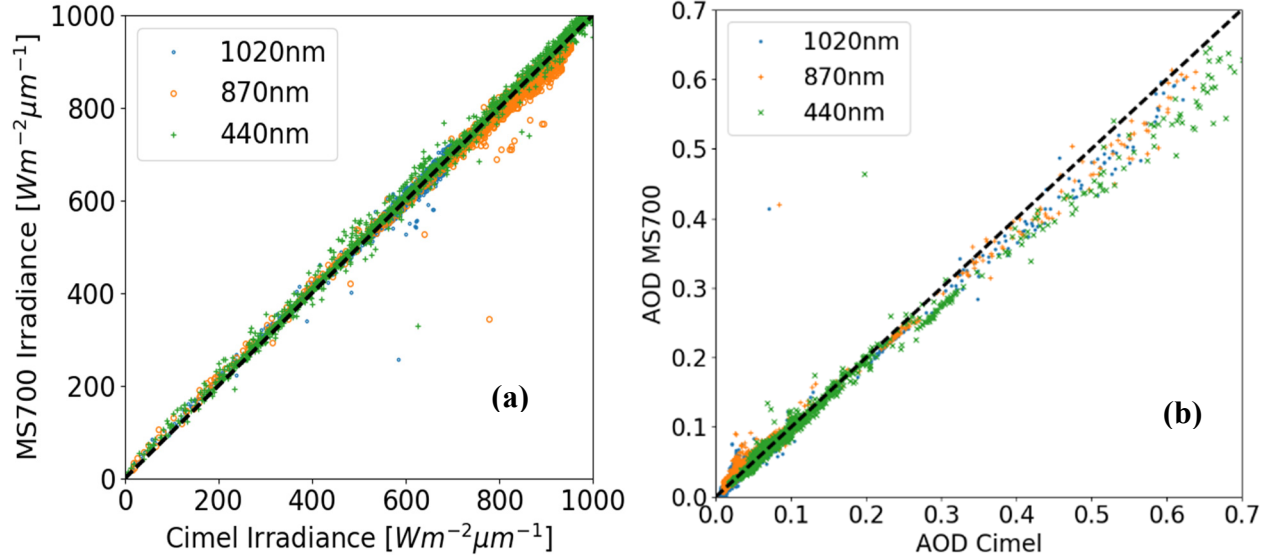 MS700 Irradiance [Wm⁻²μm⁻¹]
1000
800
600
400
200
0
1020nm
870nm
440nm
(a)
0 200 400 600 800 1000
Cimel Irradiance [Wm⁻²μm⁻¹]
AOD MS700
0.7
0.6
0.5
0.4
0.3
0.2
0.1
0.0
1020nm
870nm
440nm
(b)
0.0 0.1 0.2 0.3 0.4 0.5 0.6 0.7
AOD Cimel